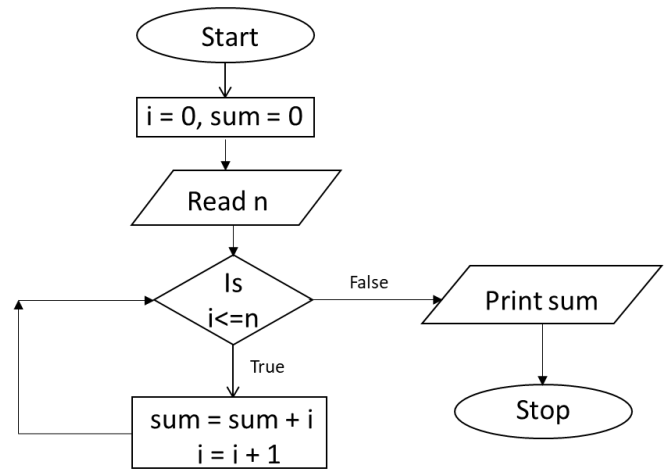 Start
i = 0, sum = 0
Read n
Is
i<=n
False
Print sum
True
sum = sum + i
i = i + 1
Stop